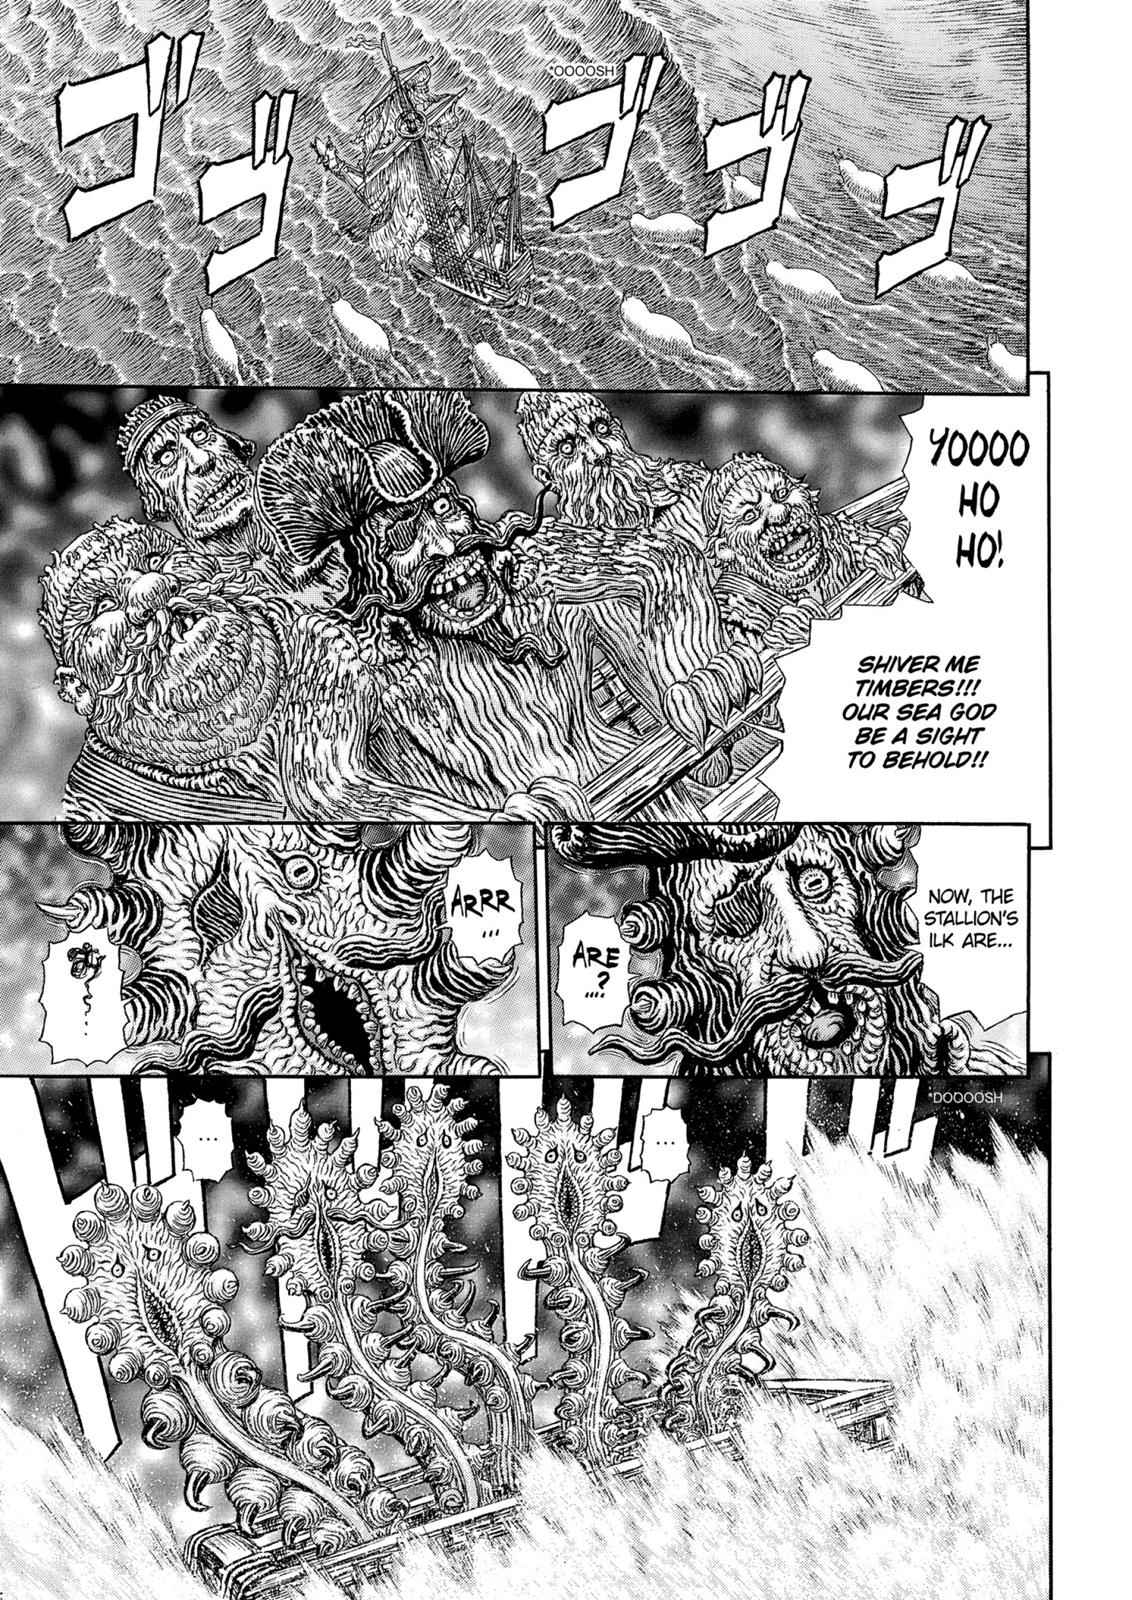 *OOOOSH
ゴゴゴゴゴ
YOOOO
HO
HO!
SHIVER ME
TIMBERS!!!
OUR SEA GOD
BE A SIGHT
TO BEHOLD!!
NOW, THE
STALLION'S
ILK ARE...
ARE
?
...
ARRR
...
...
*DOOOOSH
...
...